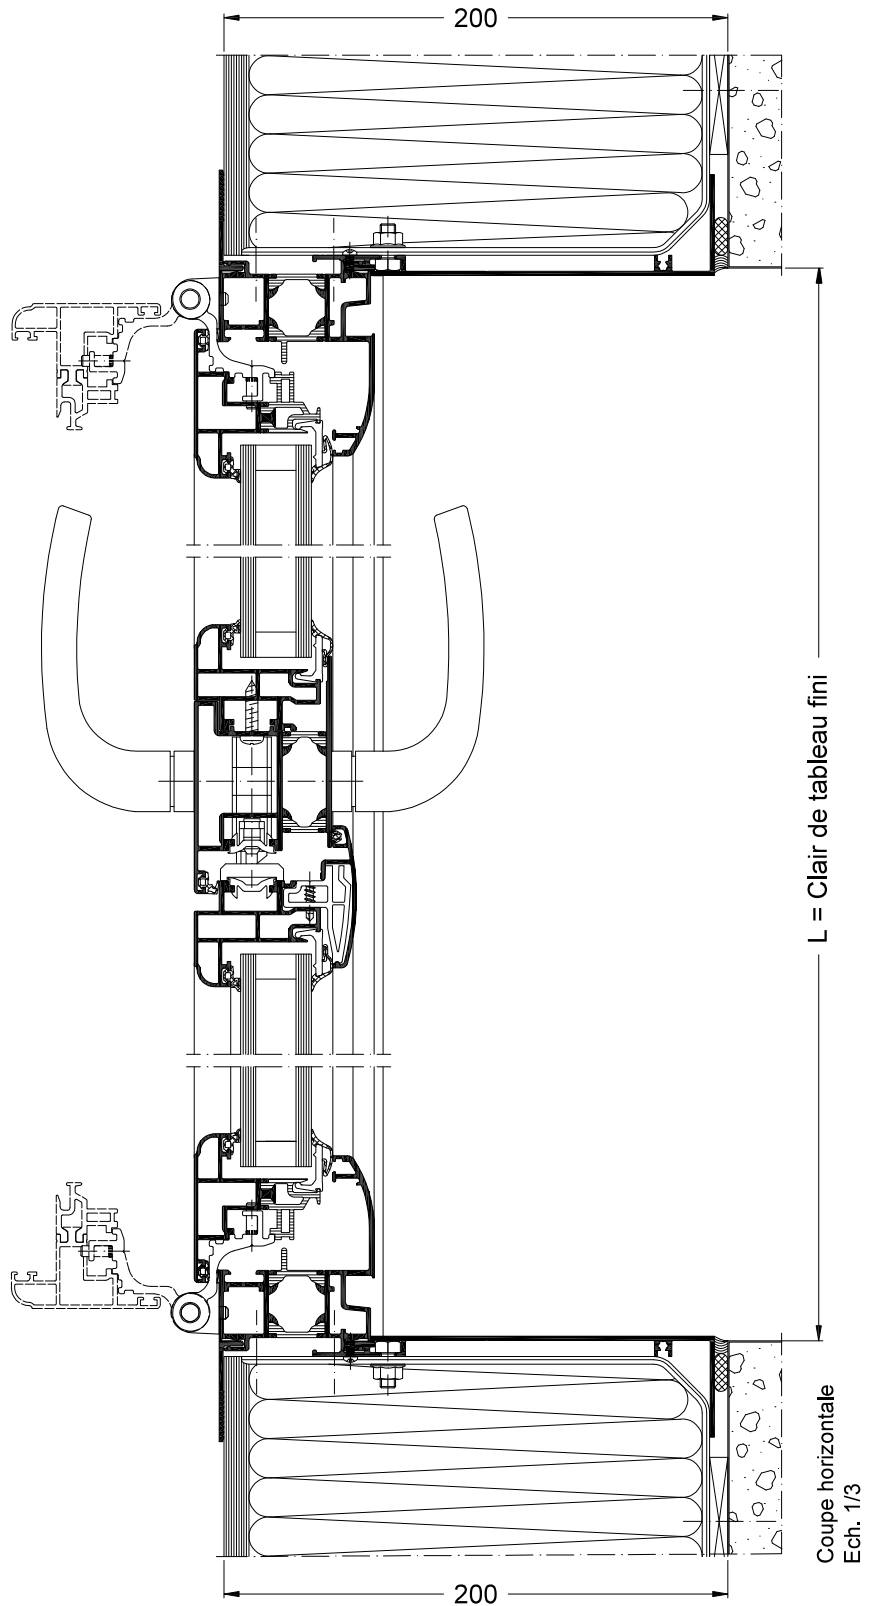 200
L = Clair de tableau fini
Coupe horizontale
Ech. 1/3
200